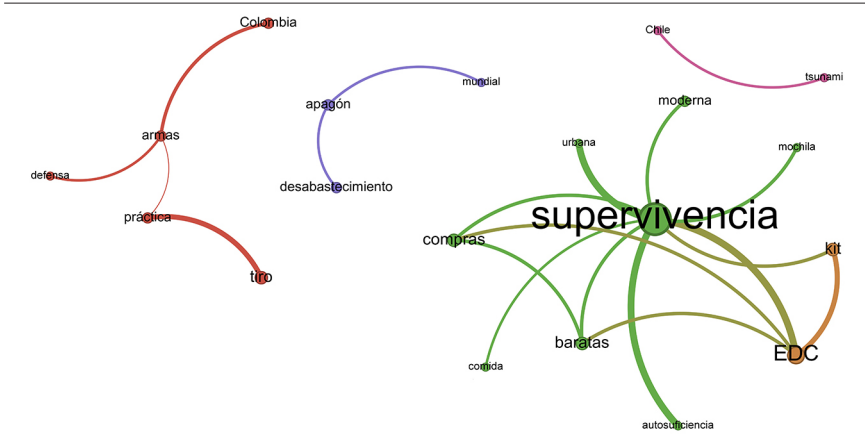 Colombia
Chile
tsunami
mundial
apagón
moderna
armas
urbana
mochila
defensa
desabastecimiento
práctica
supervivencia
compras
kit
tiro
baratas
EDC
comida
autosuficiencia